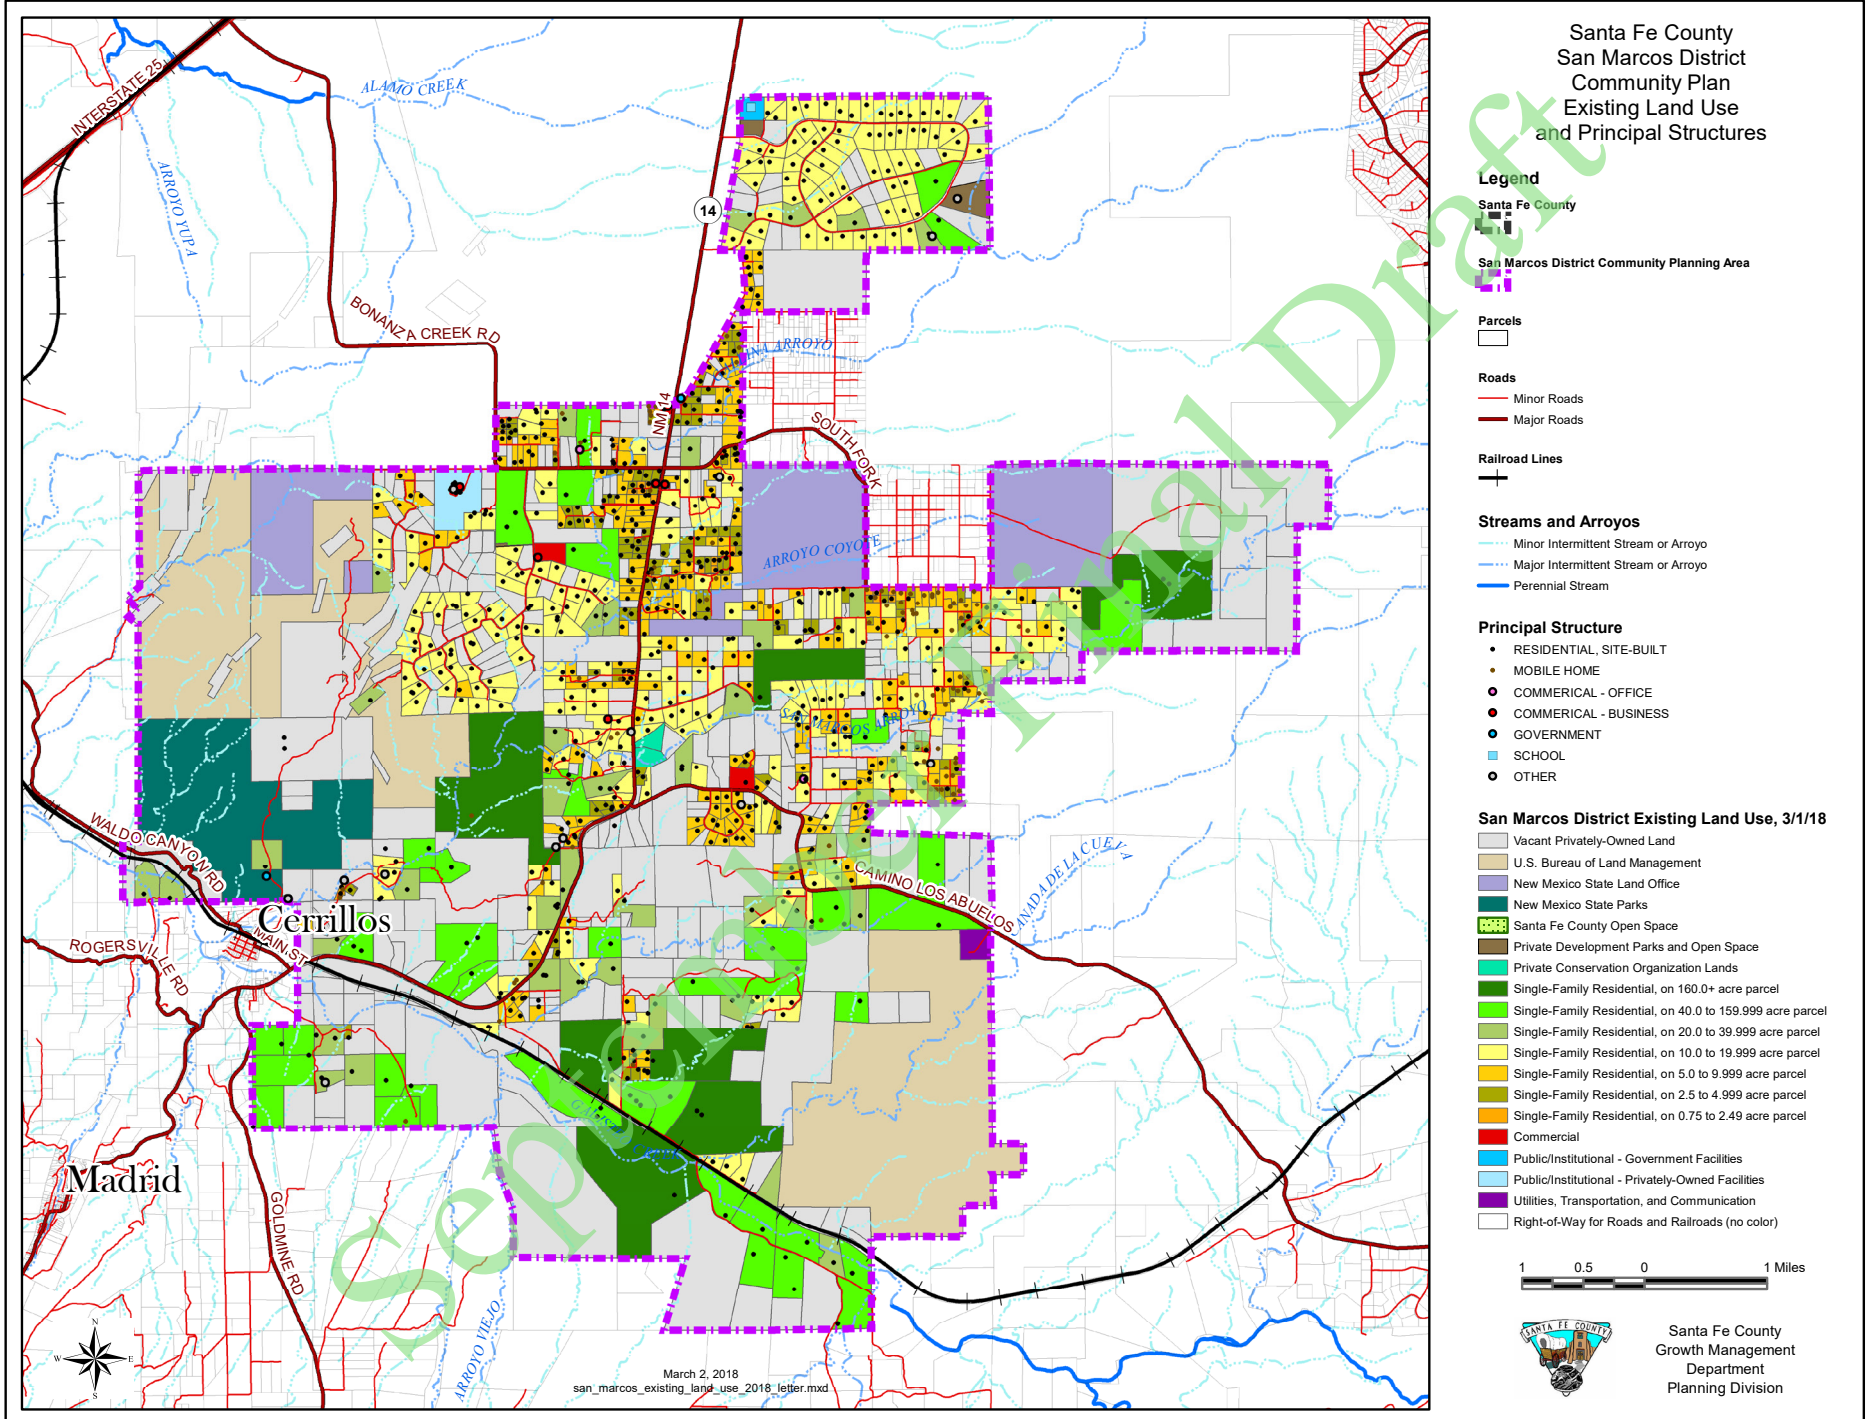 Santa Fe County
San Marcos District
Community Plan
Existing Land Use
and Principal Structures
Legend
Santa Fe County
San Marcos District Community Planning Area
Parcels
Roads
Minor Roads
Major Roads
Railroad Lines
Streams and Arroyos
Minor Intermittent Stream or Arroyo
Major Intermittent Stream or Arroyo
Perennial Stream
Principal Structure
RESIDENTIAL, SITE-BUILT
MOBILE HOME
COMMERICAL - OFFICE
COMMERICAL - BUSINESS
GOVERNMENT
SCHOOL
OTHER
San Marcos District Existing Land Use, 3/1/18
Vacant Privately-Owned Land
U.S. Bureau of Land Management
New Mexico State Land Office
New Mexico State Parks
Santa Fe County Open Space
Private Development Parks and Open Space
Private Conservation Organization Lands
Single-Family Residential, on 160.0+ acre parcel
Single-Family Residential, on 40.0 to 159.999 acre parcel
Single-Family Residential, on 20.0 to 39.999 acre parcel
Single-Family Residential, on 10.0 to 19.999 acre parcel
Single-Family Residential, on 5.0 to 9.999 acre parcel
Single-Family Residential, on 2.5 to 4.999 acre parcel
Single-Family Residential, on 0.75 to 2.49 acre parcel
Commercial
Public/Institutional - Government Facilities
Public/Institutional - Privately-Owned Facilities
Utilities, Transportation, and Communication
Right-of-Way for Roads and Railroads (no color)
1 0.5 0 1 Miles
SANTA FE COUNTY
Santa Fe County
Growth Management
Department
Planning Division
INTERSTATE 25
ALAMO CREEK
ARROYO YUPA
14
BONANZA CREEK RD
NM 14
ARROYO
SOUTH FORK
ARROYO COYOTE
SAN MARCOS ARROYO
WALDO CANYON RD
CAMINO LOS ABUELOS
CANADA DE LA CUEVA
Cerrillos
MAIN ST
ROGERSVILLE RD
Madrid
GOLDMINE RD
ARROYO VIEJO
N
W E
S
March 2, 2018
san_marcos_existing_land_use_2018_letter.mxd
September Final Draft